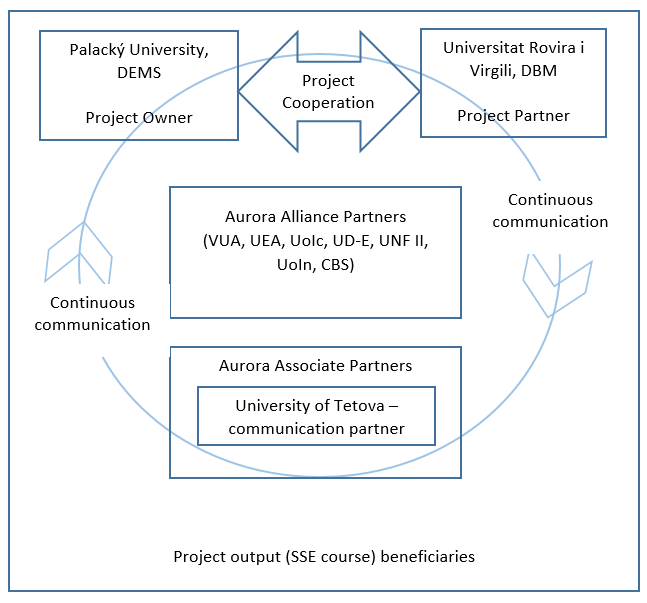 Palacký University,
DEMS
Project Owner
Project
Cooperation
Universitat Rovira i
Virgili, DBM
Project Partner
Continuous
communication
Aurora Alliance Partners
(VUA, UEA, UoIc, UD-E, UNF II,
UoIn, CBS)
Continuous
communication
Aurora Associate Partners
University of Tetova –
communication partner
Project output (SSE course) beneficiaries